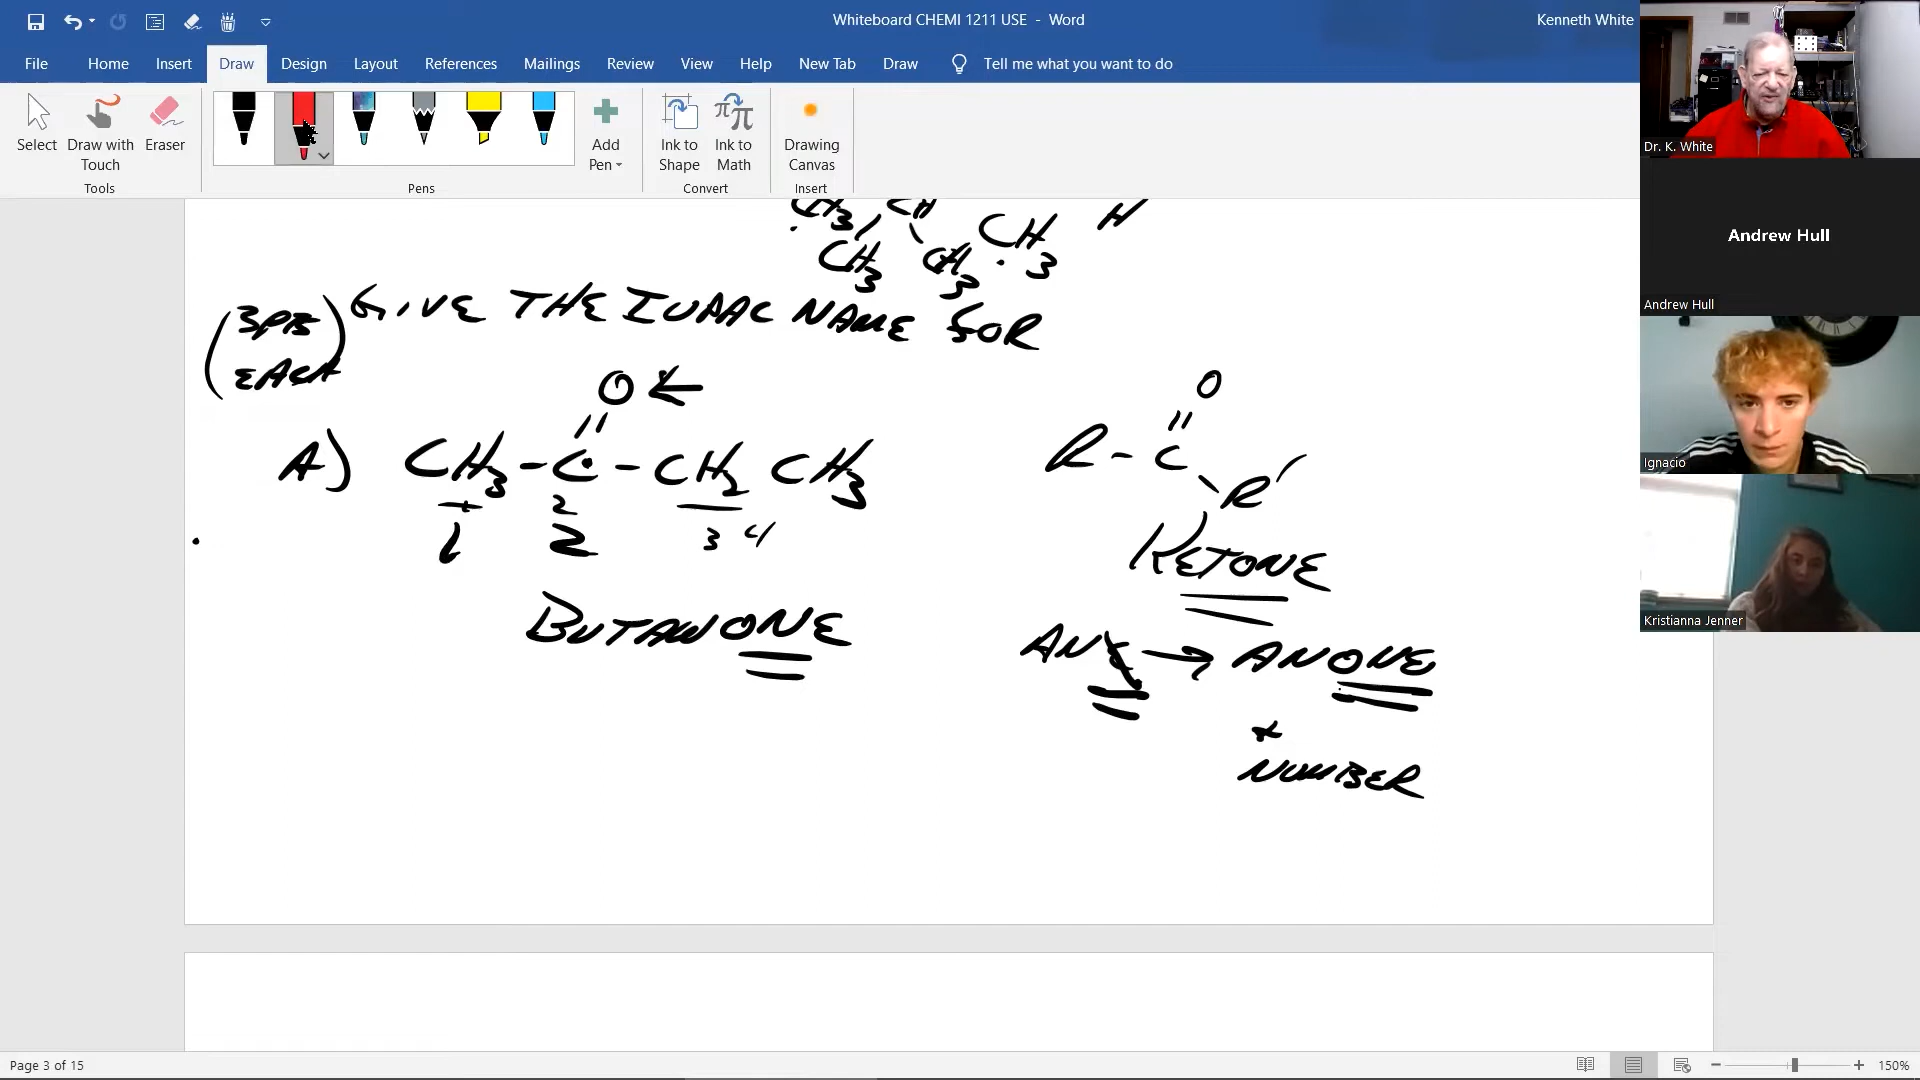 Whiteboard CHEMI 1211 USE - Word
Kenneth White
File Home Insert Draw Design Layout References Mailings Review View Help New Tab Draw Tell me what you want to do
Select Draw with Touch Eraser
Add Pen
Ink to Shape Ink to Math
Drawing Canvas
Tools Pens Convert Insert
Dr. K. White
Andrew Hull
Andrew Hull
Ignacio
Kristianna Jenner
CH3 CH CH3 H
CH3 CH3
(3 PTS EACH) GIVE THE IUPAC NAME FOR
O ←
||
A) CH3 - C - CH2 CH3
1 2 3 4
2
BUTANONE
O
||
R - C
\ R'
KETONE
ANE → ANONE
+
NUMBER
Page 3 of 15
150%